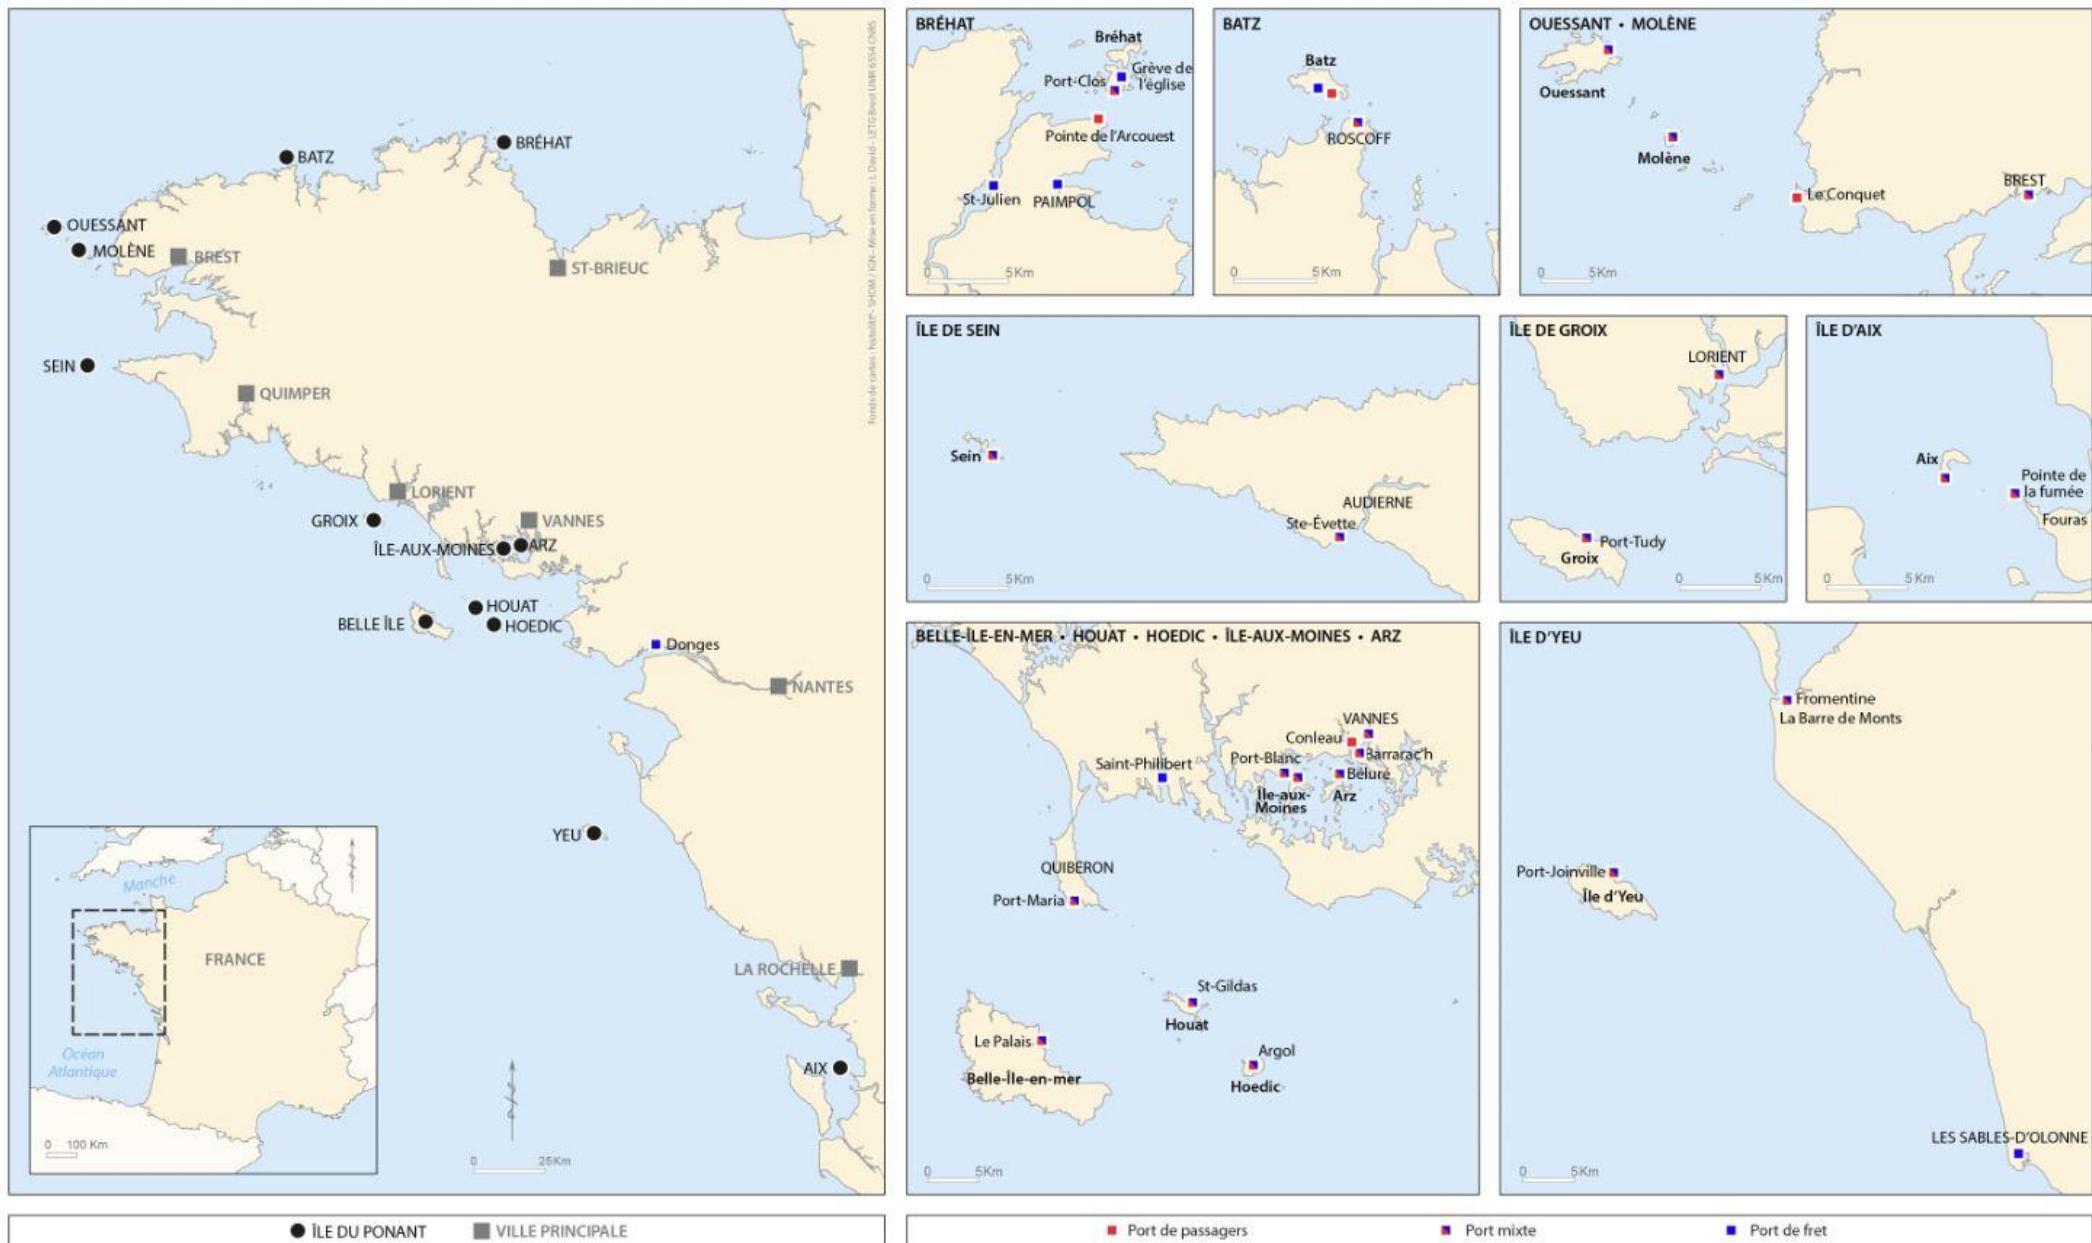 BATZ
BRÉHAT
OUESSANT
MOLÈNE
BREST
ST-BRIEUC
SEIN
QUIMPER
LORIENT
GROIX
VANNES
ÎLE-AUX-MOINES
ARZ
HOUAT
BELLE ÎLE
HOEDIC
Donges
NANTES
YEU
LA ROCHELLE
AIX
0 25Km
Manche
FRANCE
Océan
Atlantique
0 100 Km
ÎLE DU PONANT
VILLE PRINCIPALE
BRÉHAT
Bréhat
Port-Clos
Grève de
l'église
Pointe de l'Arcouest
St-Julien
PAIMPOL
0 5Km
BATZ
Batz
ROSCOFF
0 5Km
OUESSANT • MOLÈNE
Ouessant
Molène
Le Conquet
BREST
0 5Km
ÎLE DE SEIN
Sein
AUDIERNE
Ste-Évette
0 5Km
ÎLE DE GROIX
LORIENT
Port-Tudy
Groix
0 5Km
ÎLE D'AIX
Aix
Pointe de
la fumée
Fouras
0 5Km
BELLE-ÎLE-EN-MER • HOUAT • HOEDIC • ÎLE-AUX-MOINES • ARZ
VANNES
Conleau
Barrarac'h
Port-Blanc
Saint-Philibert
Béluré
Île-aux-
Moines
Arz
QUIBERON
Port-Maria
St-Gildas
Houat
Le Palais
Argol
Belle-Île-en-mer
Hoedic
0 5Km
ÎLE D'YEU
Fromentine
La Barre de Monts
Port-Joinville
Île d'Yeu
LES SABLES-D'OLONNE
0 5Km
Port de passagers
Port mixte
Port de fret